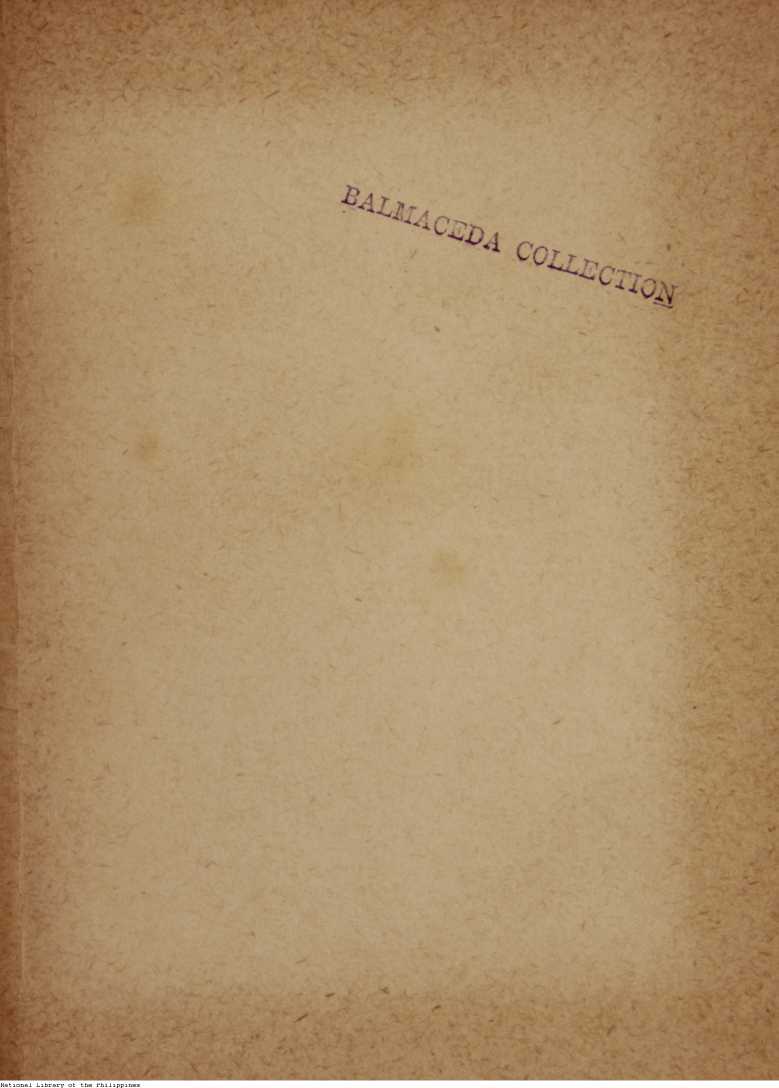 BALMACEDA COLLECTION
National Library of the Philippines